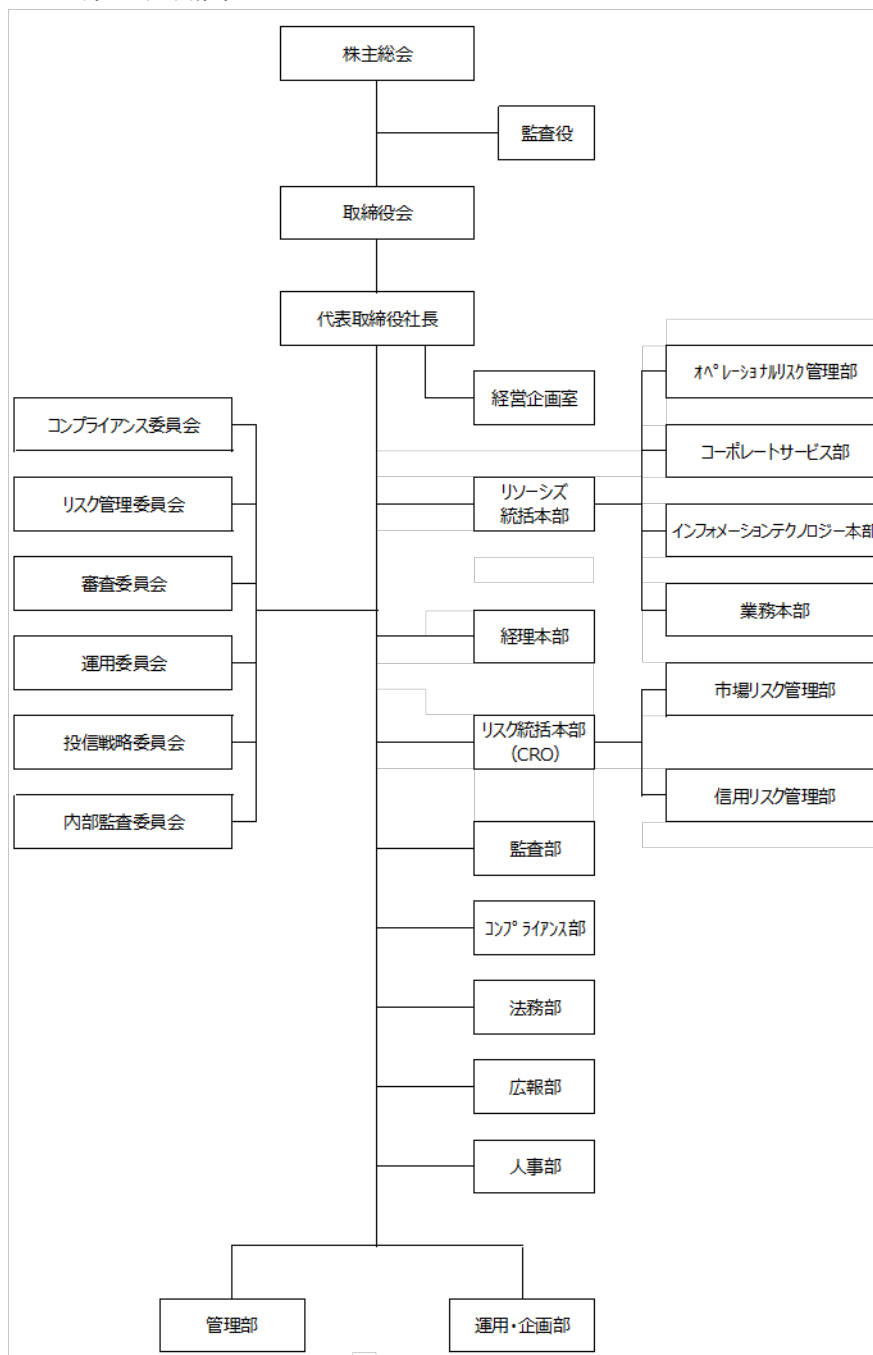 株主総会
監査役
取締役会
代表取締役社長
経営企画室
オペレーショナルリスク管理部
コンプライアンス委員会
コーポレートサービス部
リスク管理委員会
リソーシズ
統括本部
インフォメーションテクノロジー本部
審査委員会
業務本部
運用委員会
経理本部
市場リスク管理部
投信戦略委員会
リスク統括本部
(CRO)
信用リスク管理部
内部監査委員会
監査部
コンプライアンス部
法務部
広報部
人事部
管理部
運用・企画部